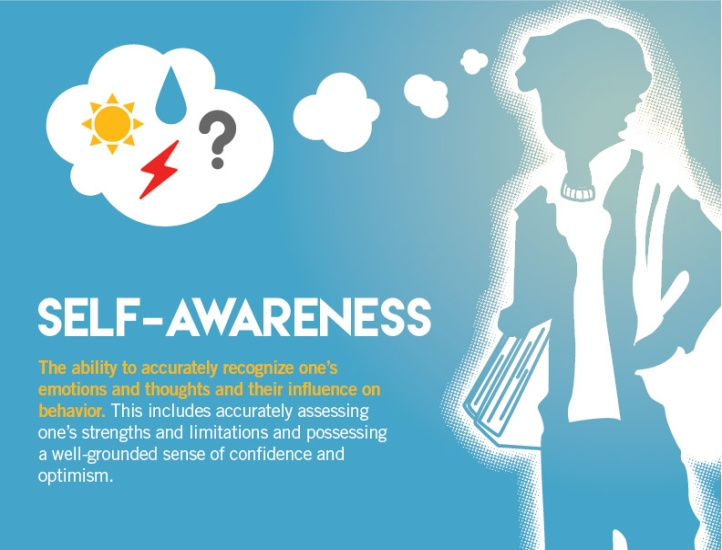 SELF-AWARENESS
The ability to accurately recognize one's
emotions and thoughts and their influence on
behavior. This includes accurately assessing
one's strengths and limitations and possessing
a well-grounded sense of confidence and
optimism.